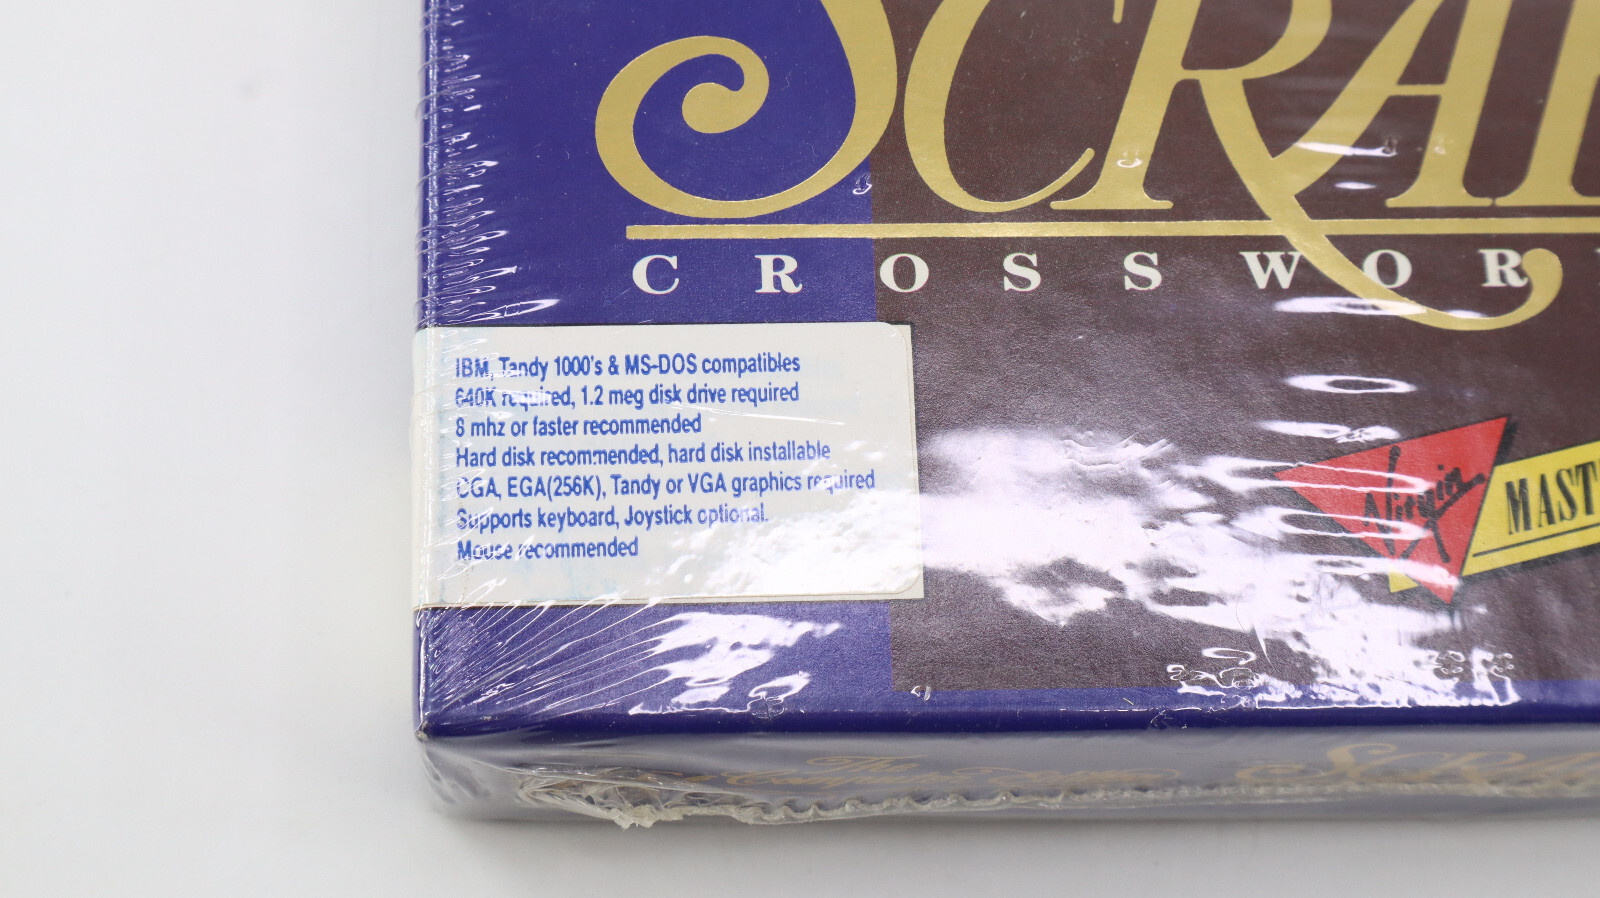 SCRAB
CROSSWOR
IBM, Tandy 1000's & MS-DOS compatibles
640K required, 1.2 meg disk drive required
8 mhz or faster recommended
Hard disk recommended, hard disk installable
CGA, EGA(256K), Tandy or VGA graphics required
Supports keyboard, Joystick optional.
Mouse recommended
Virgin
MAST
The
SCRA